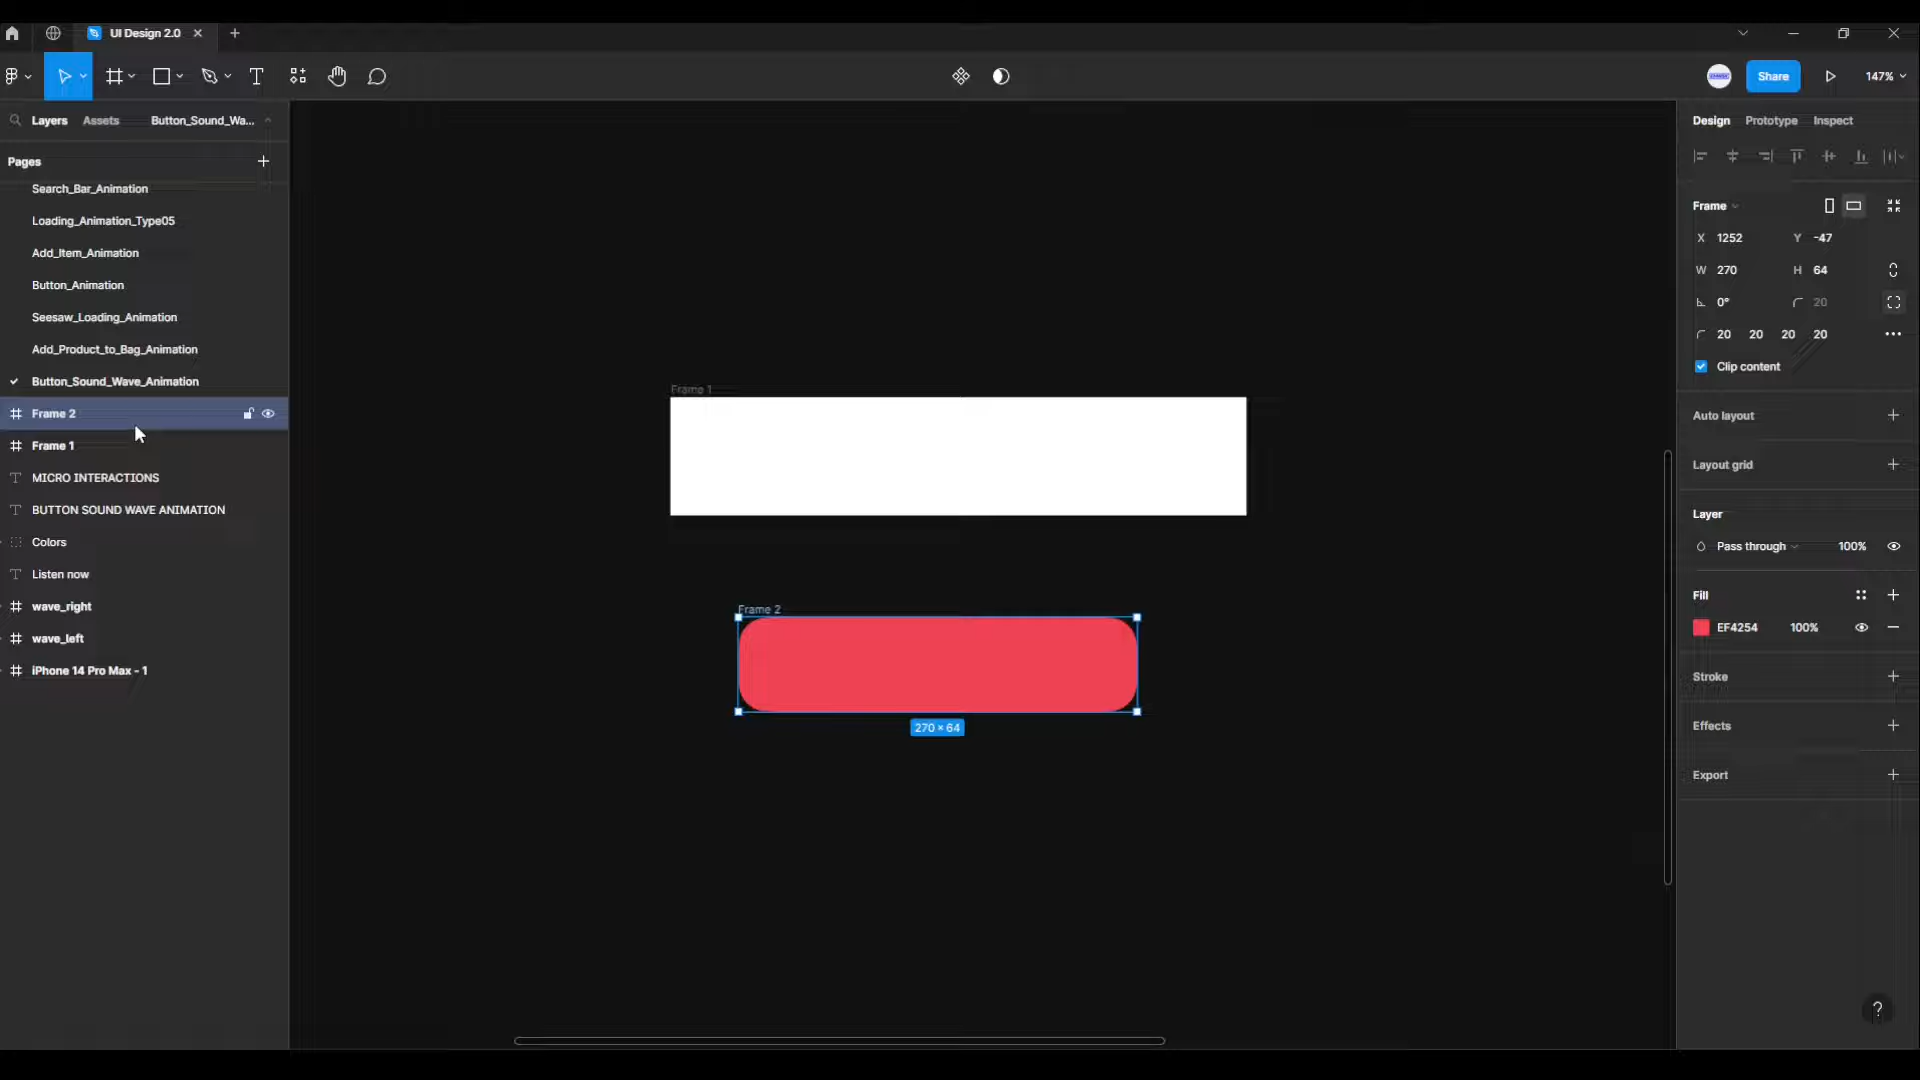 UI Design 2.0
Share
147%
Layers Assets Button_Sound_Wa...
Pages
Search_Bar_Animation
Loading_Animation_Type05
Add_Item_Animation
Button_Animation
Seesaw_Loading_Animation
Add_Product_to_Bag_Animation
Button_Sound_Wave_Animation
Frame 2
Frame 1
MICRO INTERACTIONS
BUTTON SOUND WAVE ANIMATION
Colors
Listen now
wave_right
wave_left
iPhone 14 Pro Max - 1
Frame 1
Frame 2
270 × 64
Design Prototype Inspect
Frame
X 1252 Y -47
W 270 H 64
0° 20
20 20 20 20
Clip content
Auto layout
Layout grid
Layer
Pass through 100%
Fill
EF4254 100%
Stroke
Effects
Export
?